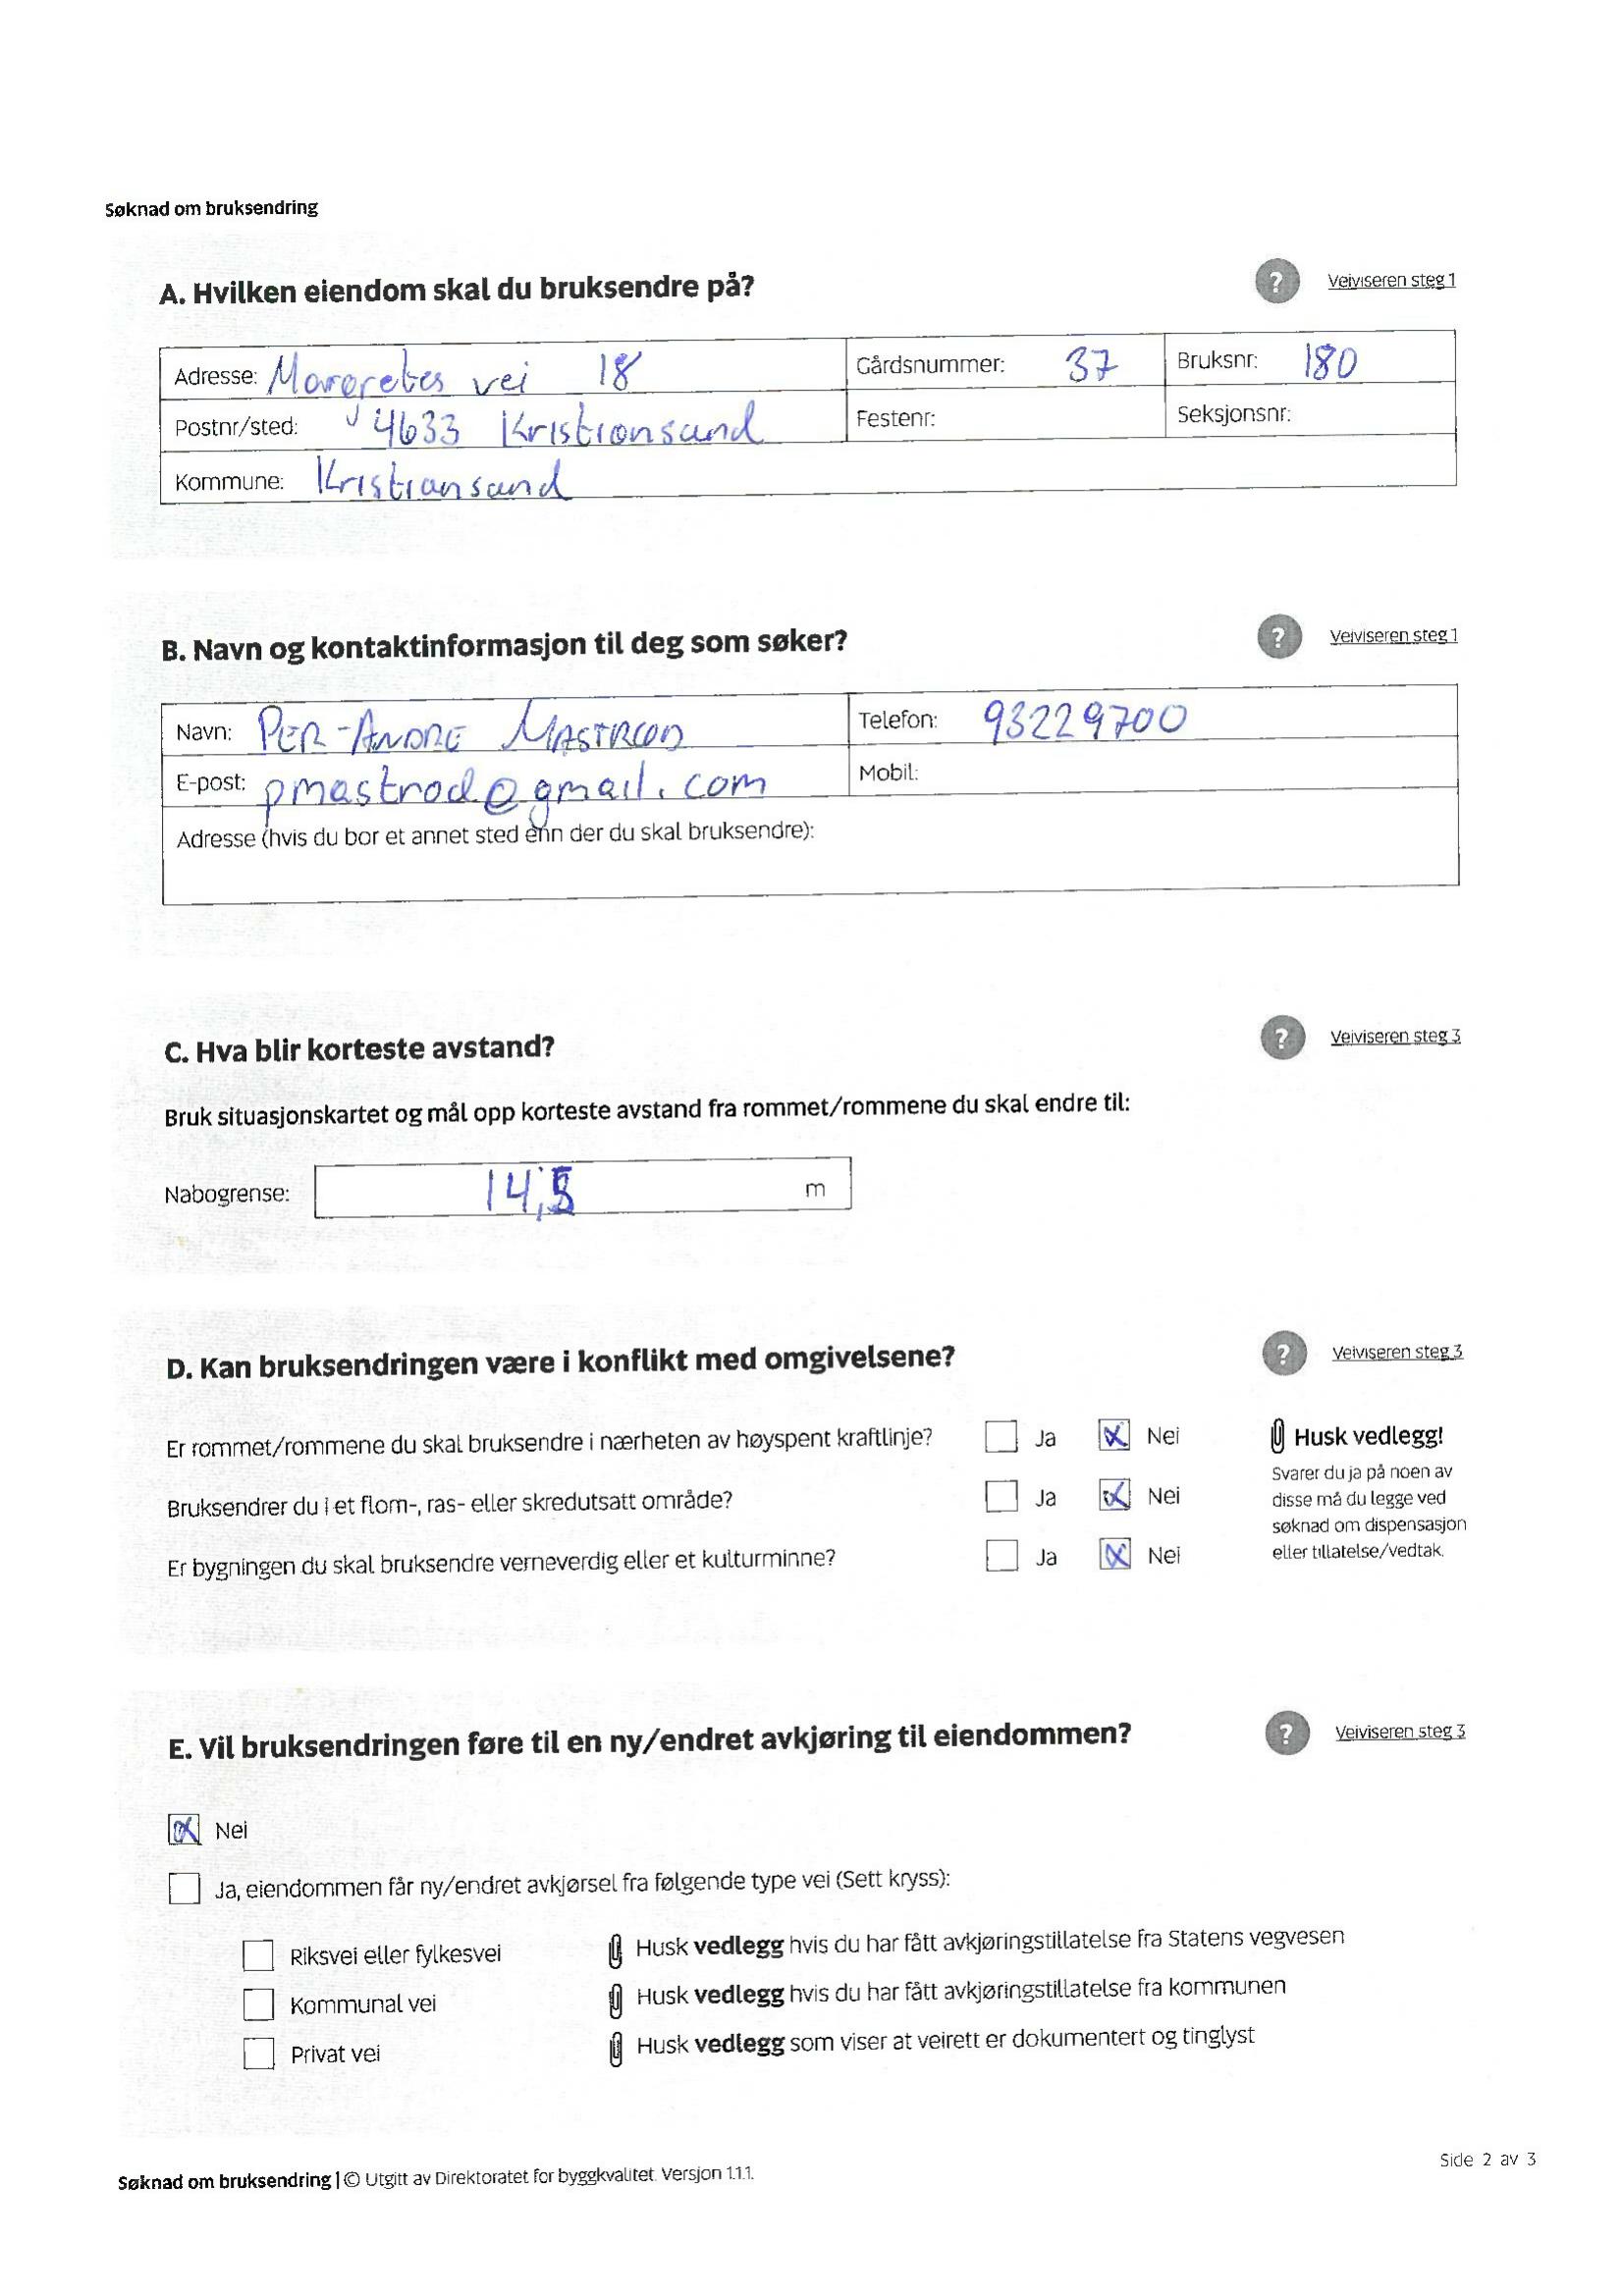 Søknad om bruksendring
A. Hvilken eiendom skal du bruksendre på?
? Veiviseren steg 1
Adresse: Margretes vei 18
Gårdsnummer: 37
Bruksnr: 180
Postnr/sted: 4633 Kristiansand
Festenr:
Seksjonsnr:
Kommune: Kristiansand
B. Navn og kontaktinformasjon til deg som søker?
? Veiviseren steg 1
Navn: PER-ANDRE MASTROD
Telefon: 93229700
E-post: pmastrod@gmail.com
Mobil:
Adresse (hvis du bor et annet sted enn der du skal bruksendre):
C. Hva blir korteste avstand?
? Veiviseren steg 3
Bruk situasjonskartet og mål opp korteste avstand fra rommet/rommene du skal endre til:
Nabogrense: 14,5 m
D. Kan bruksendringen være i konflikt med omgivelsene?
? Veiviseren steg 3
Er rommet/rommene du skal bruksendre i nærheten av høyspent kraftlinje? Ja Nei
Bruksendrer du i et flom-, ras- eller skredutsatt område? Ja Nei
Er bygningen du skal bruksendre verneverdig eller et kulturminne? Ja Nei
Husk vedlegg!
Svarer du ja på noen av
disse må du legge ved
søknad om dispensasjon
eller tillatelse/vedtak.
E. Vil bruksendringen føre til en ny/endret avkjøring til eiendommen?
? Veiviseren steg 3
Nei
Ja, eiendommen får ny/endret avkjørsel fra følgende type vei (Sett kryss):
Riksvei eller fylkesvei Husk vedlegg hvis du har fått avkjøringstillatelse fra Statens vegvesen
Kommunal vei Husk vedlegg hvis du har fått avkjøringstillatelse fra kommunen
Privat vei Husk vedlegg som viser at veirett er dokumentert og tinglyst
Side 2 av 3
Søknad om bruksendring | © Utgitt av Direktoratet for byggkvalitet. Versjon 1.1.1.